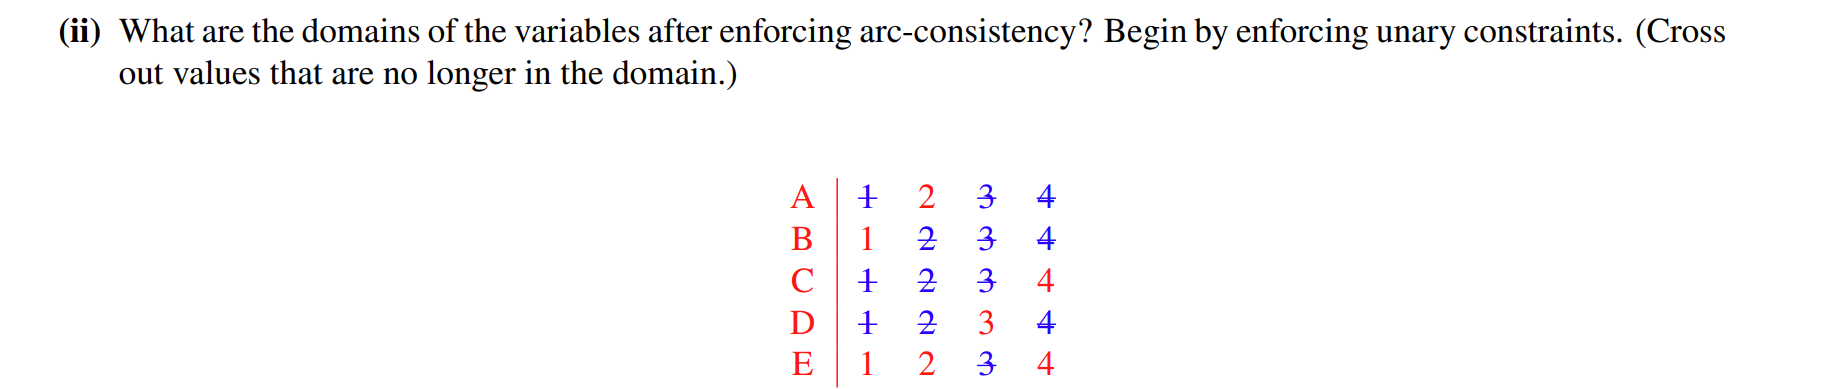 (ii) What are the domains of the variables after enforcing arc-consistency? Begin by enforcing unary constraints. (Cross
out values that are no longer in the domain.)
A 1 2 3 4
B 1 2 3 4
C 1 2 3 4
D 1 2 3 4
E 1 2 3 4